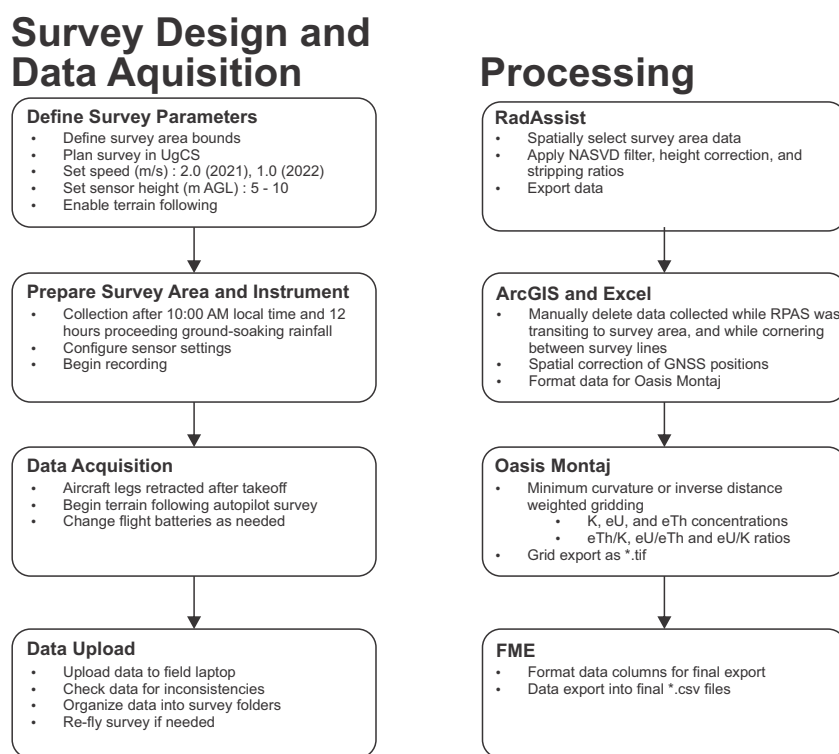 Survey Design and
Data Aquisition
Define Survey Parameters
• Define survey area bounds
• Plan survey in UgCS
• Set speed (m/s) : 2.0 (2021), 1.0 (2022)
• Set sensor height (m AGL) : 5 - 10
• Enable terrain following
Prepare Survey Area and Instrument
• Collection after 10:00 AM local time and 12
hours proceeding ground-soaking rainfall
• Configure sensor settings
• Begin recording
Data Acquisition
• Aircraft legs retracted after takeoff
• Begin terrain following autopilot survey
• Change flight batteries as needed
Data Upload
• Upload data to field laptop
• Check data for inconsistencies
• Organize data into survey folders
• Re-fly survey if needed
Processing
RadAssist
• Spatially select survey area data
• Apply NASVD filter, height correction, and
stripping ratios
• Export data
ArcGIS and Excel
• Manually delete data collected while RPAS was
transiting to survey area, and while cornering
between survey lines
• Spatial correction of GNSS positions
• Format data for Oasis Montaj
Oasis Montaj
• Minimum curvature or inverse distance
weighted gridding
• K, eU, and eTh concentrations
• eTh/K, eU/eTh and eU/K ratios
• Grid export as *.tif
FME
• Format data columns for final export
• Data export into final *.csv files